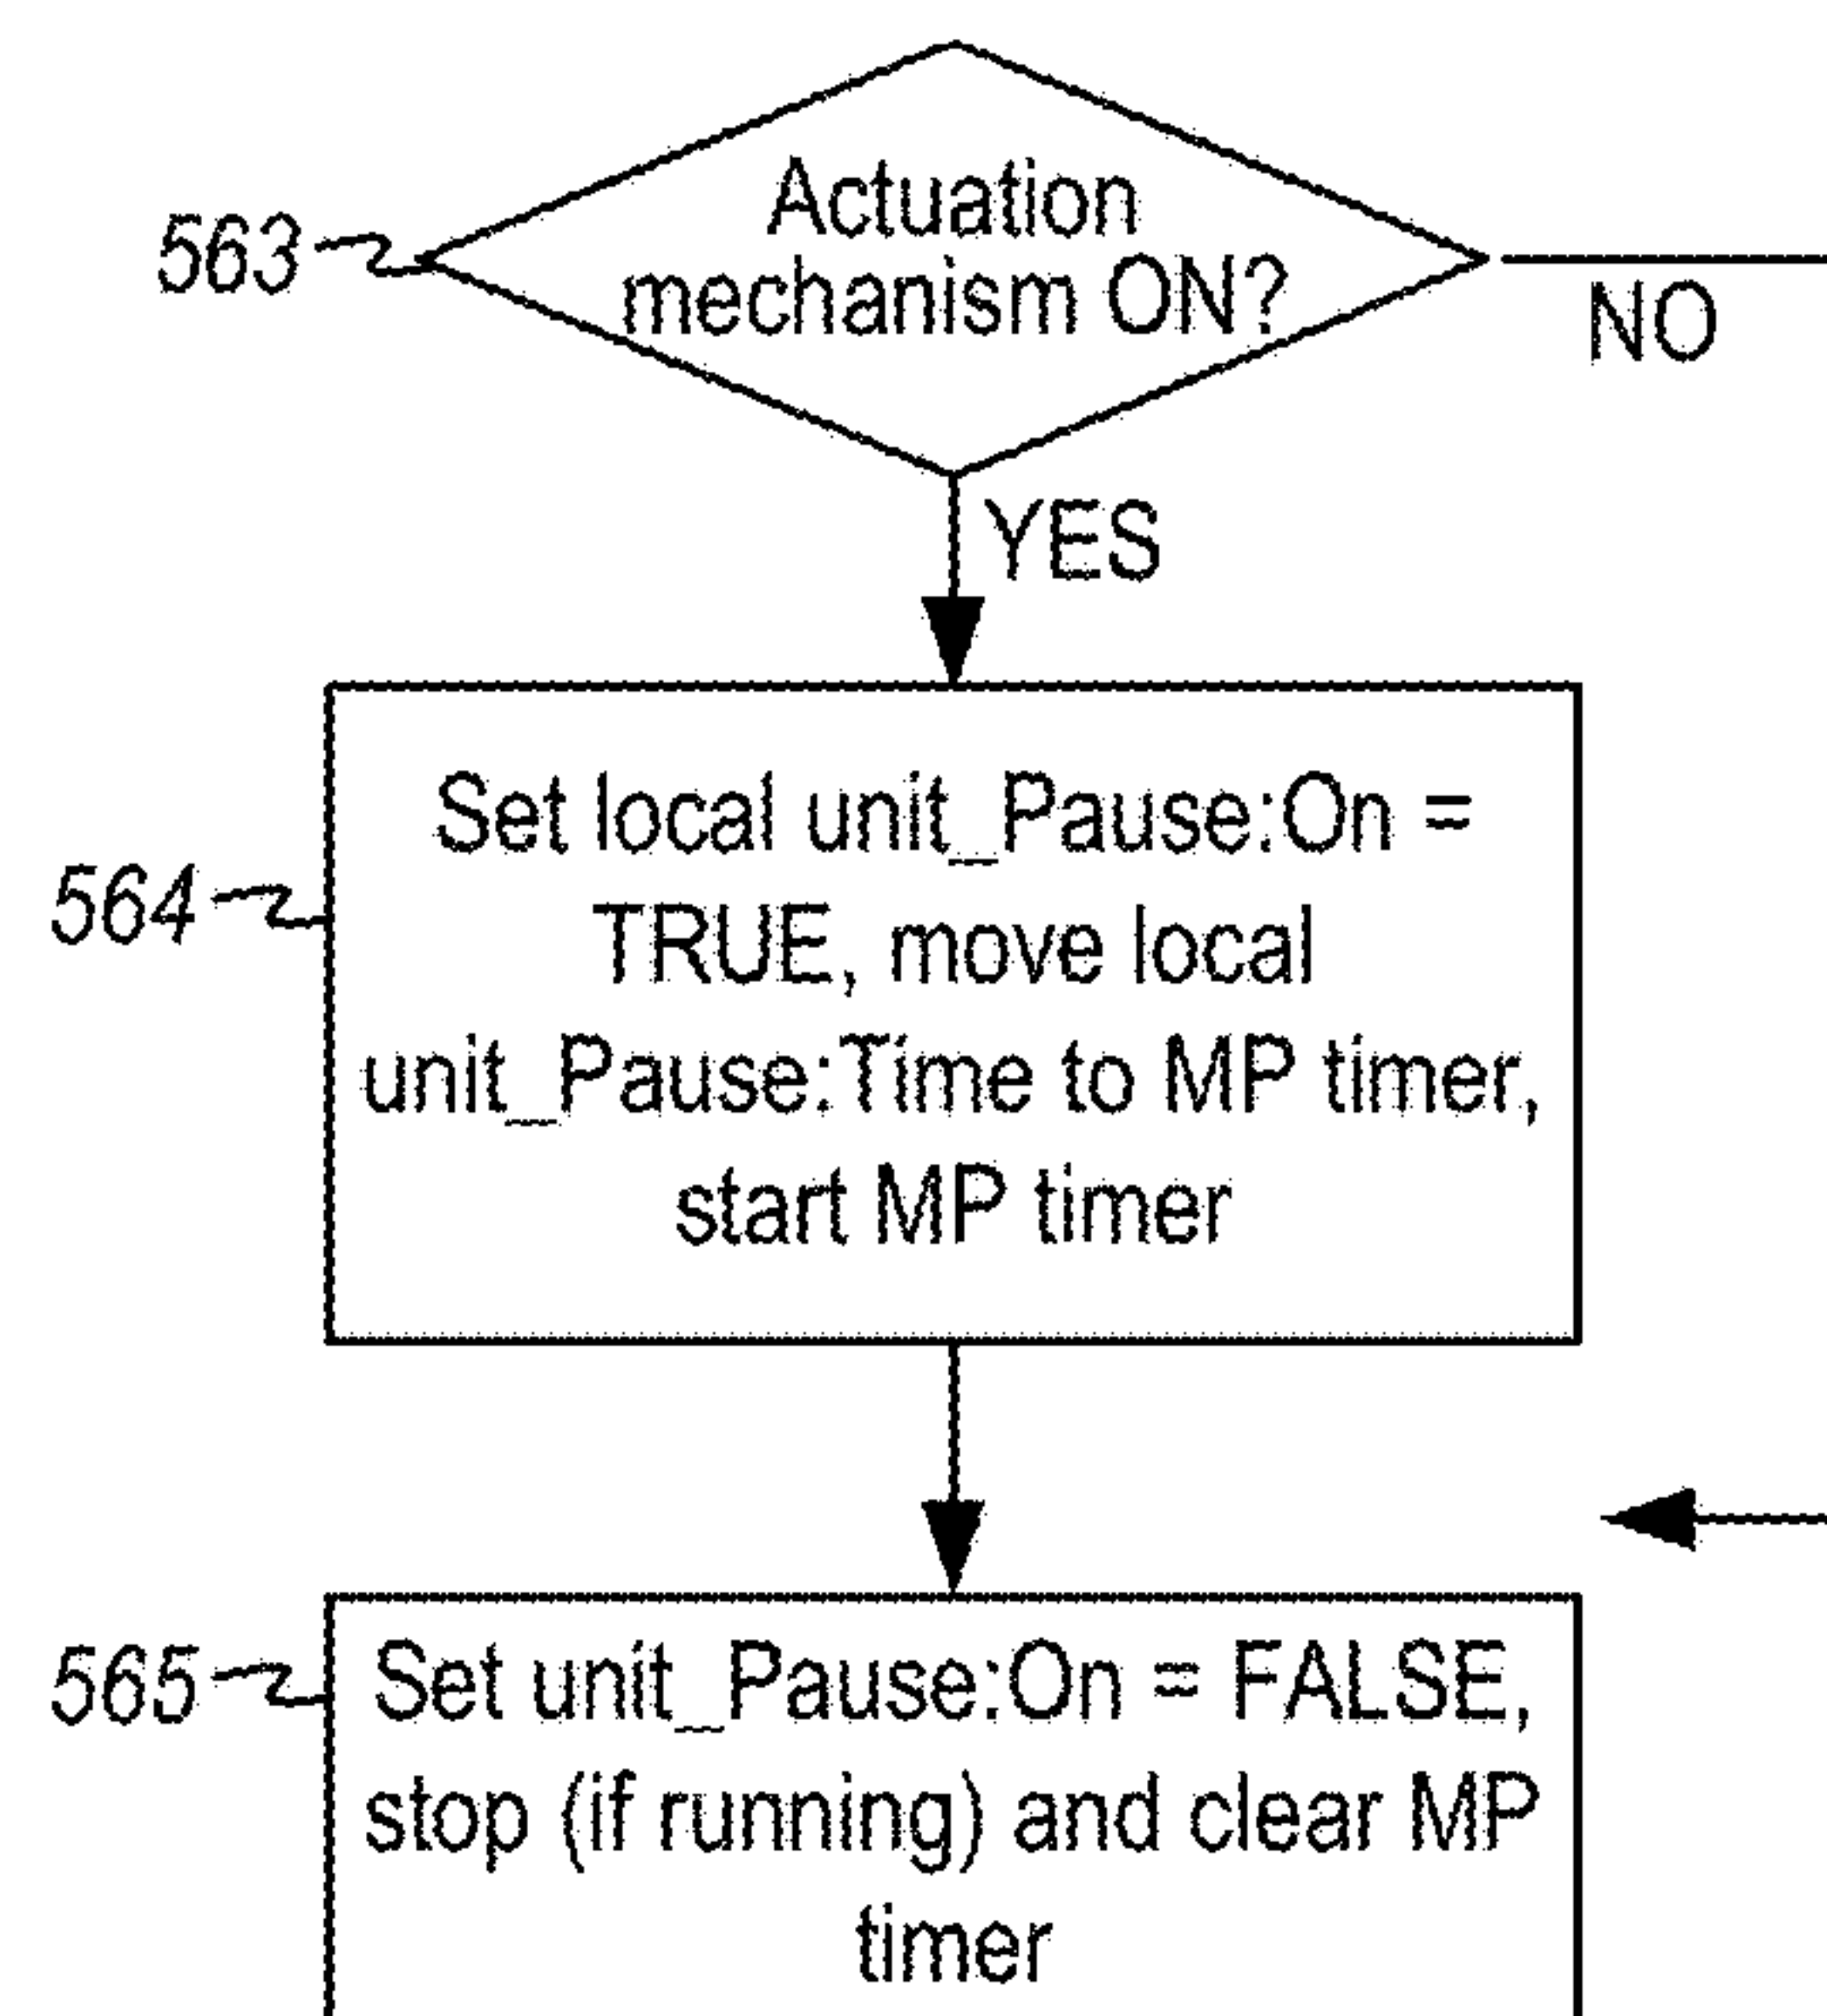 563
Actuation
mechanism ON?
NO
YES
564
Set local unit_Pause:On =
TRUE, move local
unit_Pause:Time to MP timer,
start MP timer
565
Set unit_Pause:On = FALSE,
stop (if running) and clear MP
timer